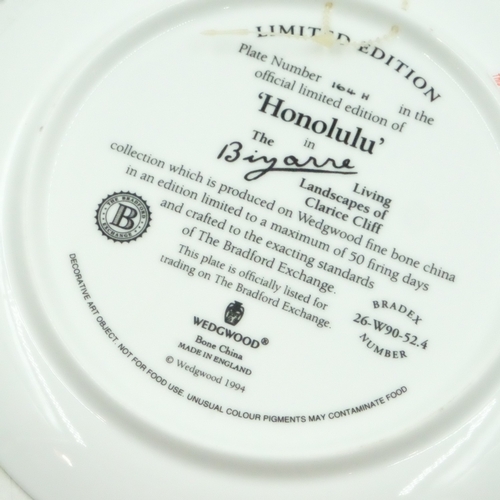 LIMITED EDITION
Plate Number 164 H in the
official limited edition of
'Honolulu'
in
The Bizarre Living
Landscapes of
Clarice Cliff
collection which is produced on Wedgwood fine bone china
in an edition limited to a maximum of 50 firing days
and crafted to the exacting standards
of The Bradford Exchange.
This plate is officially listed for
trading on The Bradford Exchange.
THE BRADFORD EXCHANGE
B
BRADEX
26-W90-52.4
NUMBER
WEDGWOOD®
Bone China
MADE IN ENGLAND
© Wedgwood 1994
DECORATIVE ART OBJECT. NOT FOR FOOD USE. UNUSUAL COLOUR PIGMENTS MAY CONTAMINATE FOOD